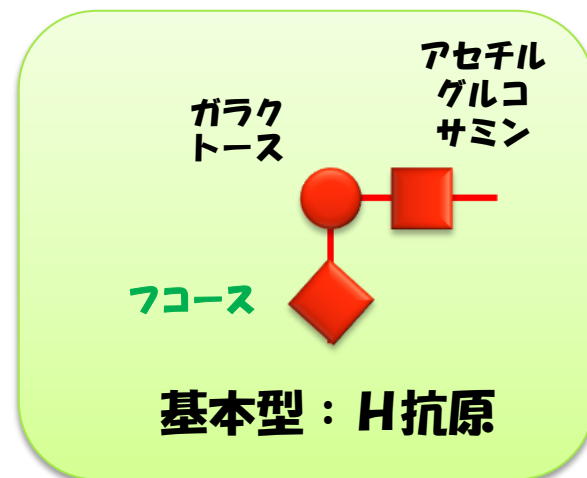 アセチル
グルコ
サミン
ガラク
トース
フコース
基本型：H抗原